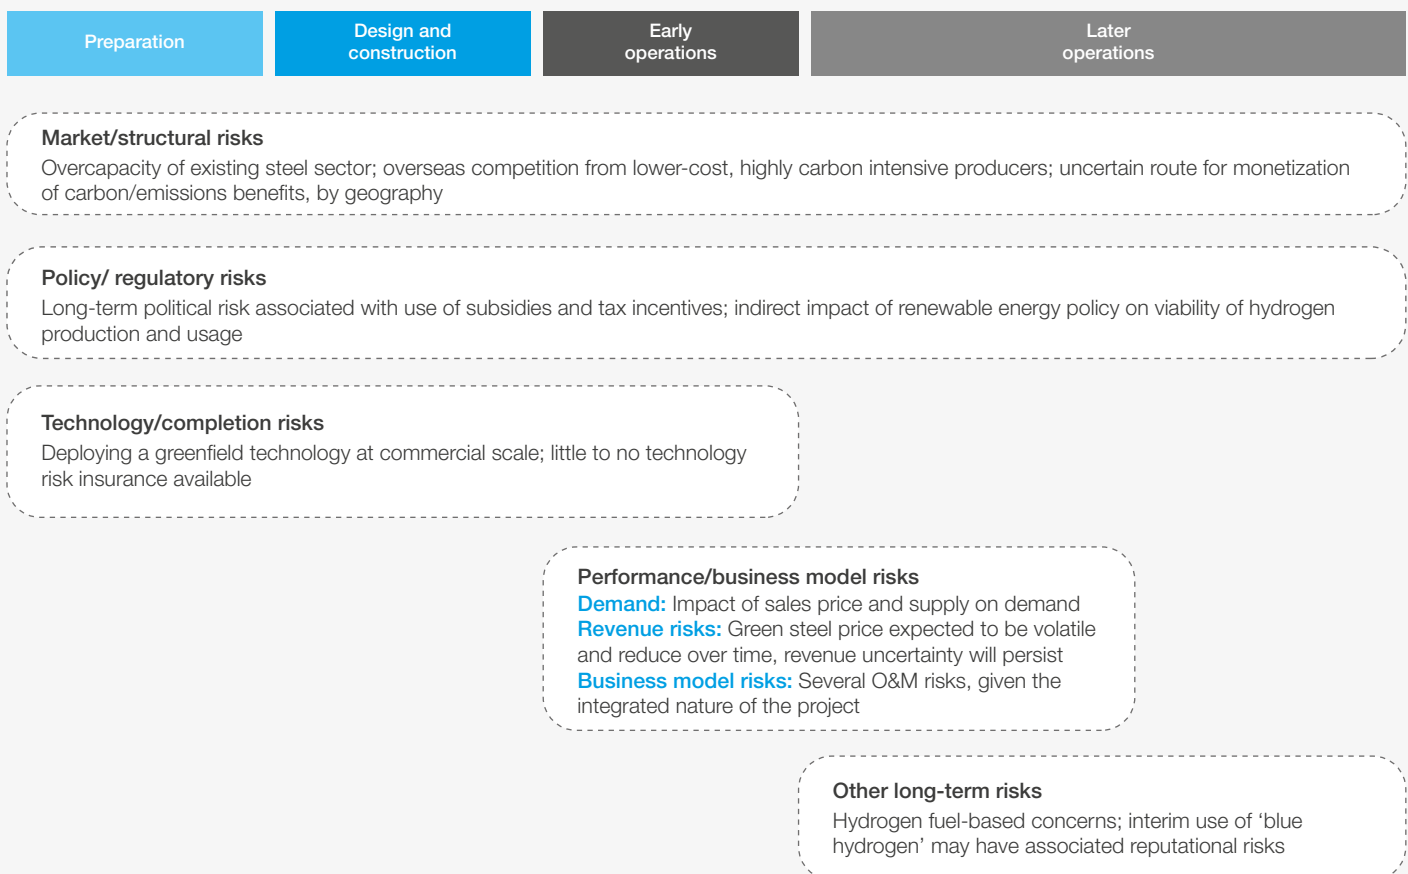 Preparation
Design and
construction
Early
operations
Later
operations
Market/structural risks
Overcapacity of existing steel sector; overseas competition from lower-cost, highly carbon intensive producers; uncertain route for monetization
of carbon/emissions benefits, by geography
Policy/ regulatory risks
Long-term political risk associated with use of subsidies and tax incentives; indirect impact of renewable energy policy on viability of hydrogen
production and usage
Technology/completion risks
Deploying a greenfield technology at commercial scale; little to no technology
risk insurance available
Performance/business model risks
Demand: Impact of sales price and supply on demand
Revenue risks: Green steel price expected to be volatile
and reduce over time, revenue uncertainty will persist
Business model risks: Several O&M risks, given the
integrated nature of the project
Other long-term risks
Hydrogen fuel-based concerns; interim use of ‘blue
hydrogen’ may have associated reputational risks